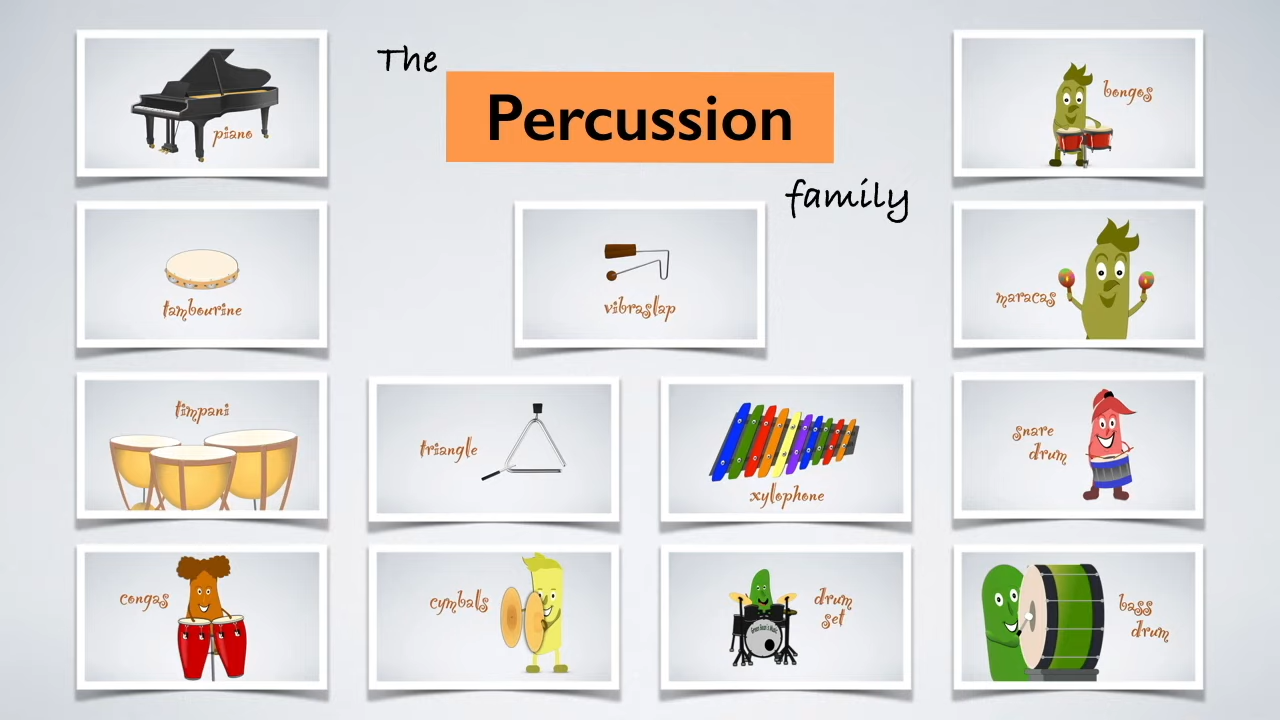 The
Percussion
family
piano
bongos
tambourine
vibraslap
maracas
timpani
triangle
xylophone
snare
drum
congas
cymbals
drum
set
bass
drum